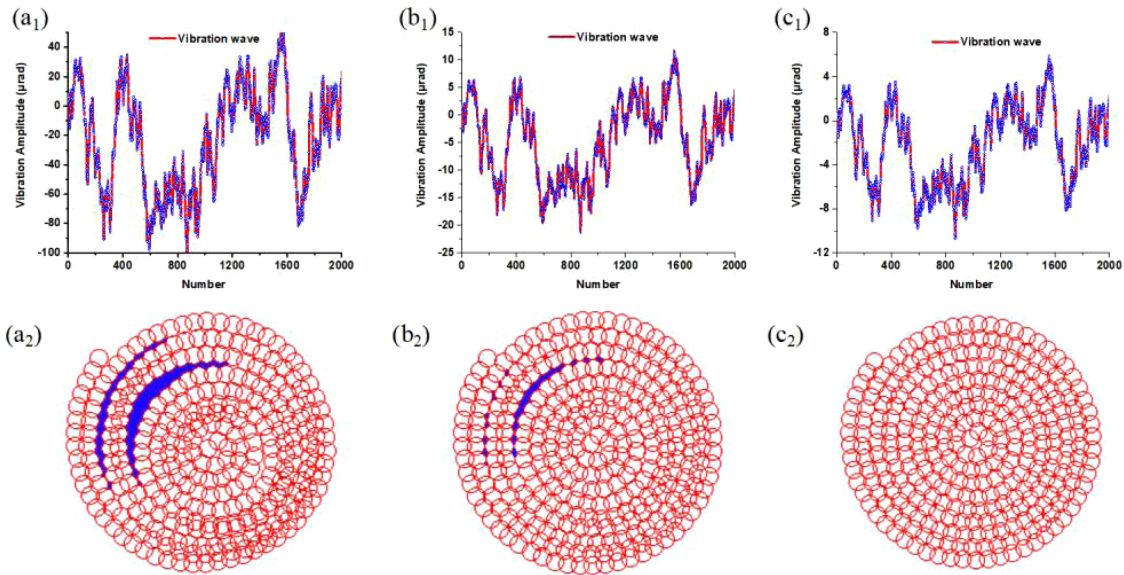 (a1)
Vibration wave
Vibration Amplitude (μrad)
40
20
0
-20
-40
-60
-80
-100
0 400 800 1200 1600 2000
Number
(b1)
Vibration wave
Vibration Amplitude (μrad)
15
10
5
0
-5
-10
-15
-20
-25
0 400 800 1200 1600 2000
Number
(c1)
Vibration wave
Vibration Amplitude (μrad)
8
4
0
-4
-8
-12
0 400 800 1200 1600 2000
Number
(a2)
(b2)
(c2)